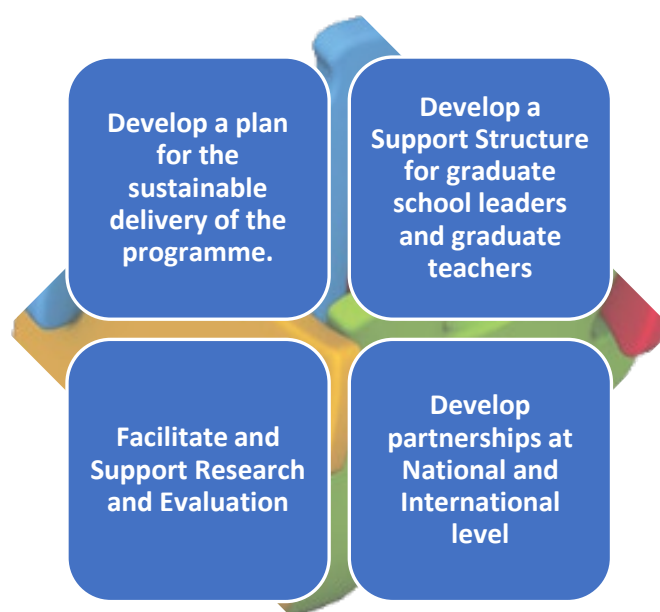 Develop a plan
for the
sustainable
delivery of the
programme.
Develop a
Support Structure
for graduate
school leaders
and graduate
teachers
Facilitate and
Support Research
and Evaluation
Develop
partnerships at
National and
International
level